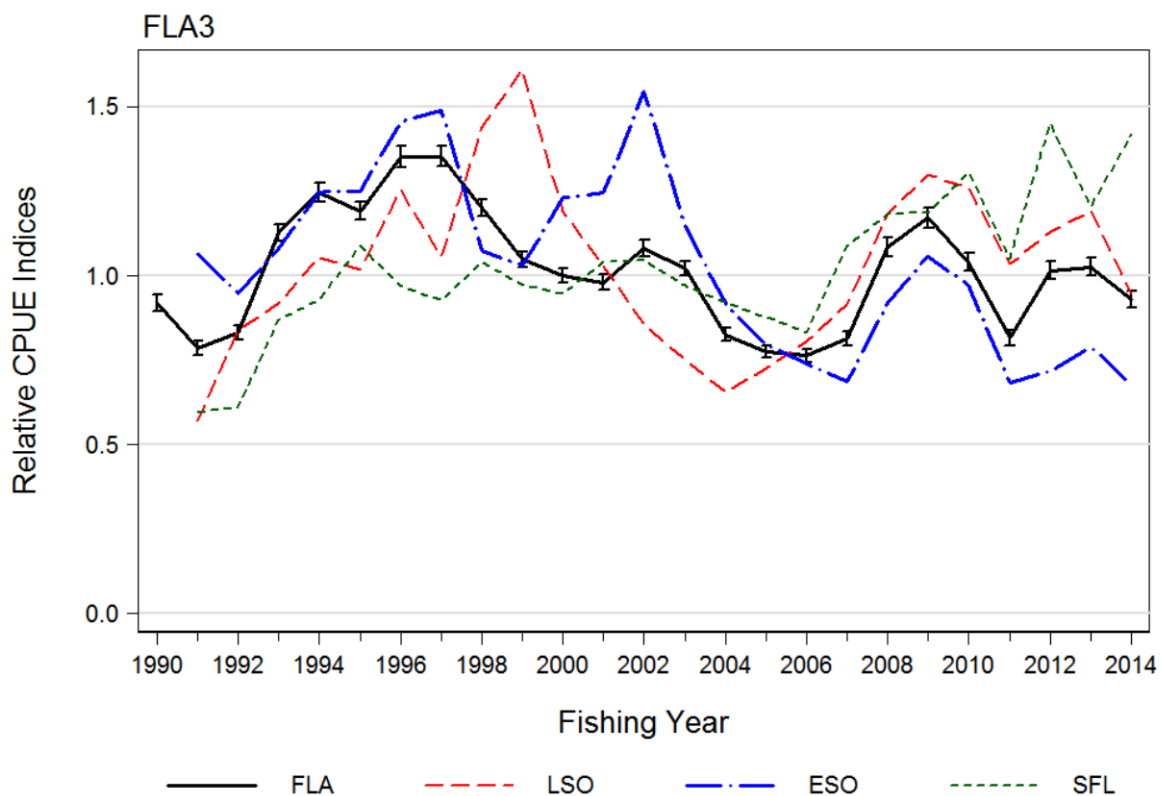 FLA3
1.5
1.0
0.5
0.0
Relative CPUE Indices
1990 1992 1994 1996 1998 2000 2002 2004 2006 2008 2010 2012 2014
Fishing Year
FLA LSO ESO SFL